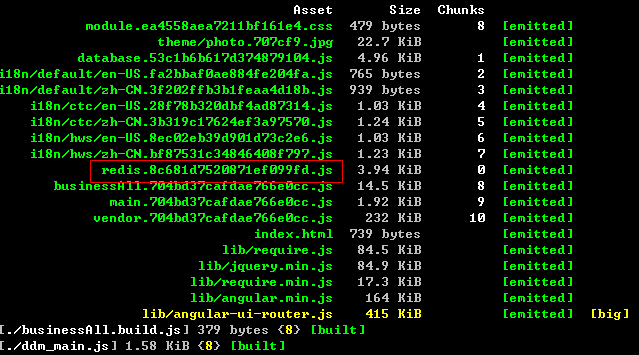 Asset Size Chunks
module.ea4558aea7211bf161e4.css 479 bytes 8 [emitted]
theme/photo.707cf9.jpg 22.7 KiB [emitted]
database.53c1b6b617d374879104.js 4.96 KiB 1 [emitted]
i18n/default/en-US.fa2bbaf0ae884fe204fa.js 765 bytes 2 [emitted]
i18n/default/zh-CN.3f202ffb3b1feaa4d18b.js 939 bytes 3 [emitted]
i18n/ctc/en-US.28f78b320dbf4ad87314.js 1.03 KiB 4 [emitted]
i18n/ctc/zh-CN.3b319c17624ef3a97570.js 1.24 KiB 5 [emitted]
i18n/hws/en-US.8ec02eb39d901d73c2e6.js 1.03 KiB 6 [emitted]
i18n/hws/zh-CN.bf87531c34846408f797.js 1.23 KiB 7 [emitted]
redis.8c681d7520871ef099fd.js 3.94 KiB 0 [emitted]
businessAll.704bd37cafdae766e0cc.js 14.5 KiB 8 [emitted]
main.704bd37cafdae766e0cc.js 1.92 KiB 9 [emitted]
vendor.704bd37cafdae766e0cc.js 232 KiB 10 [emitted]
index.html 739 bytes [emitted]
lib/require.js 84.5 KiB [emitted]
lib/jquery.min.js 84.9 KiB [emitted]
lib/require.min.js 17.3 KiB [emitted]
lib/angular.min.js 164 KiB [emitted]
lib/angular-ui-router.js 415 KiB [emitted] [big]
[./businessAll.build.js] 379 bytes {8} [built]
[./ddm_main.js] 1.58 KiB {8} [built]